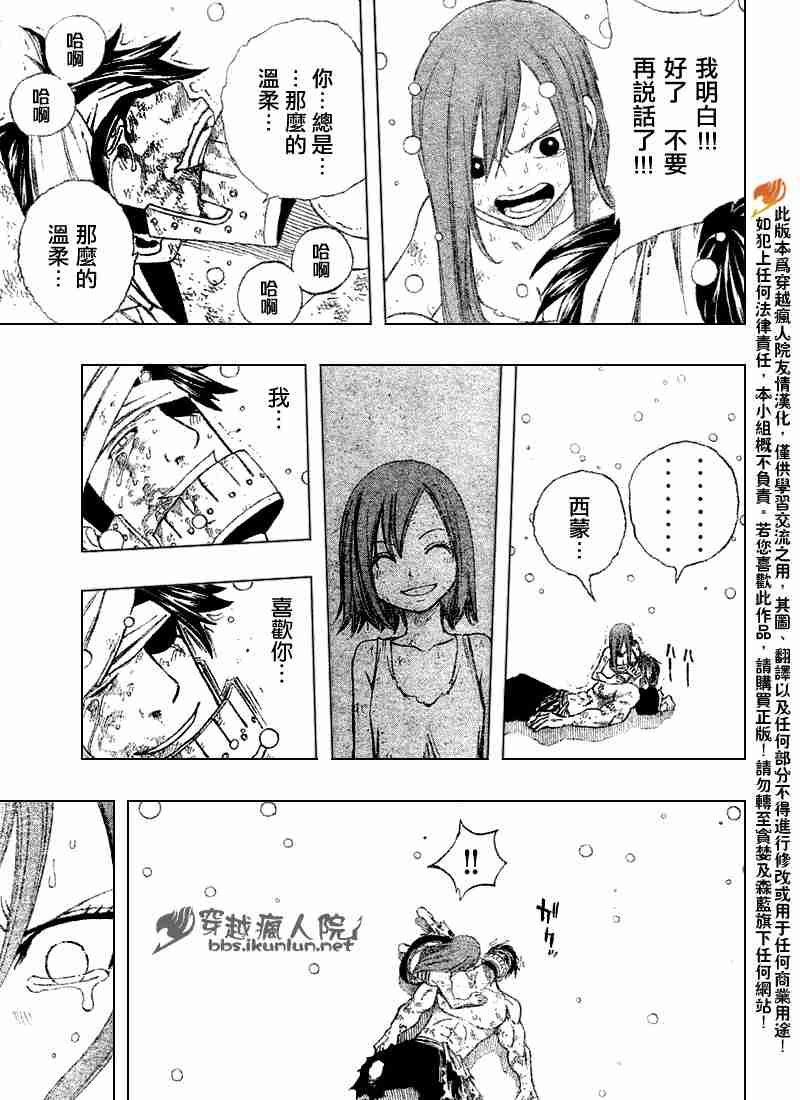 我明白!!!
好了 不要
再説話了!!!
你…總是…
…那麼的
溫柔…
哈啊
哈啊
哈啊
那麼的
溫柔…
哈啊
哈啊
………
………
西蒙…
我…
喜歡你…
!!
穿越瘋人院
bbs.ikunlun.net
此版本爲穿越瘋人院友情漢化，僅供學習交流之用，其圖、翻譯以及任何部分不得進行修改或用于任何商業用途！
如犯上任何法律責任，本小組概不負責。若您喜歡此作品，請購買正版！請勿轉至貪婪及森藍旗下任何網站！